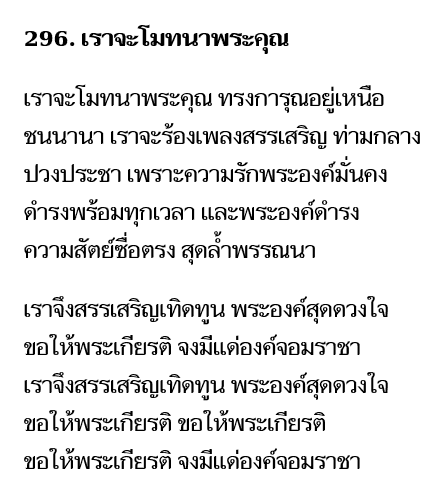 296. เราจะโมทนาพระคุณ
เราจะโมทนาพระคุณ ทรงการุณอยู่เหนือ
ชนนานา เราจะร้องเพลงสรรเสริญ ท่ามกลาง
ปวงประชา เพราะความรักพระองค์มั่นคง
ดำรงพร้อมทุกเวลา และพระองค์ดำรง
ความสัตย์ซื่อตรง สุดล้ำพรรณนา
เราจึงสรรเสริญเทิดทูน พระองค์สุดดวงใจ
ขอให้พระเกียรติ จงมีแด่องค์จอมราชา
เราจึงสรรเสริญเทิดทูน พระองค์สุดดวงใจ
ขอให้พระเกียรติ ขอให้พระเกียรติ
ขอให้พระเกียรติ จงมีแด่องค์จอมราชา